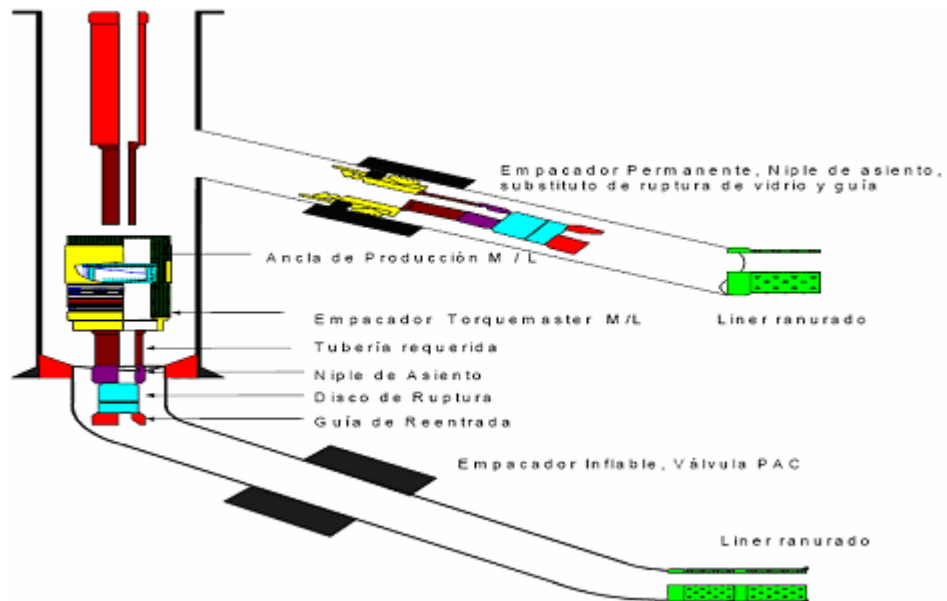 Empacador Permanente, Niple de asiento,
substituto de ruptura de vidrio y guía
Ancla de Producción M / L
Empacador Torquemaster M/L
Liner ranurado
Tubería requerida
Niple de Asiento
Disco de Ruptura
Guía de Reentrada
Empacador Inflable, Válvula PAC
Liner ranurado